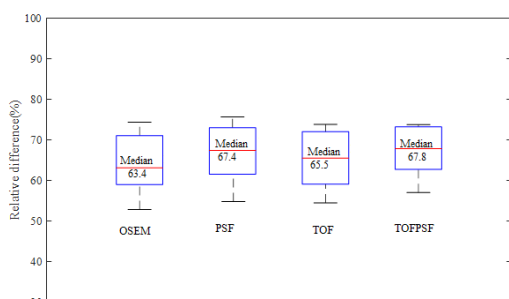 100
90
80
70
60
50
40
Relative difference(%)
Median
63.4
Median
67.4
Median
65.5
Median
67.8
OSEM
PSF
TOF
TOFPSF